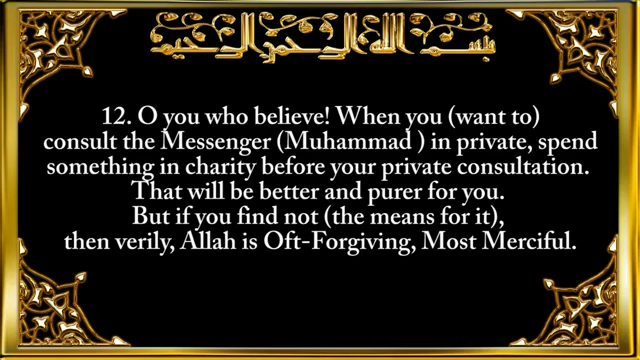 بسم الله الرحمن الرحيم
12. O you who believe! When you (want to)
consult the Messenger (Muhammad ) in private, spend
something in charity before your private consultation.
That will be better and purer for you.
But if you find not (the means for it),
then verily, Allah is Oft-Forgiving, Most Merciful.